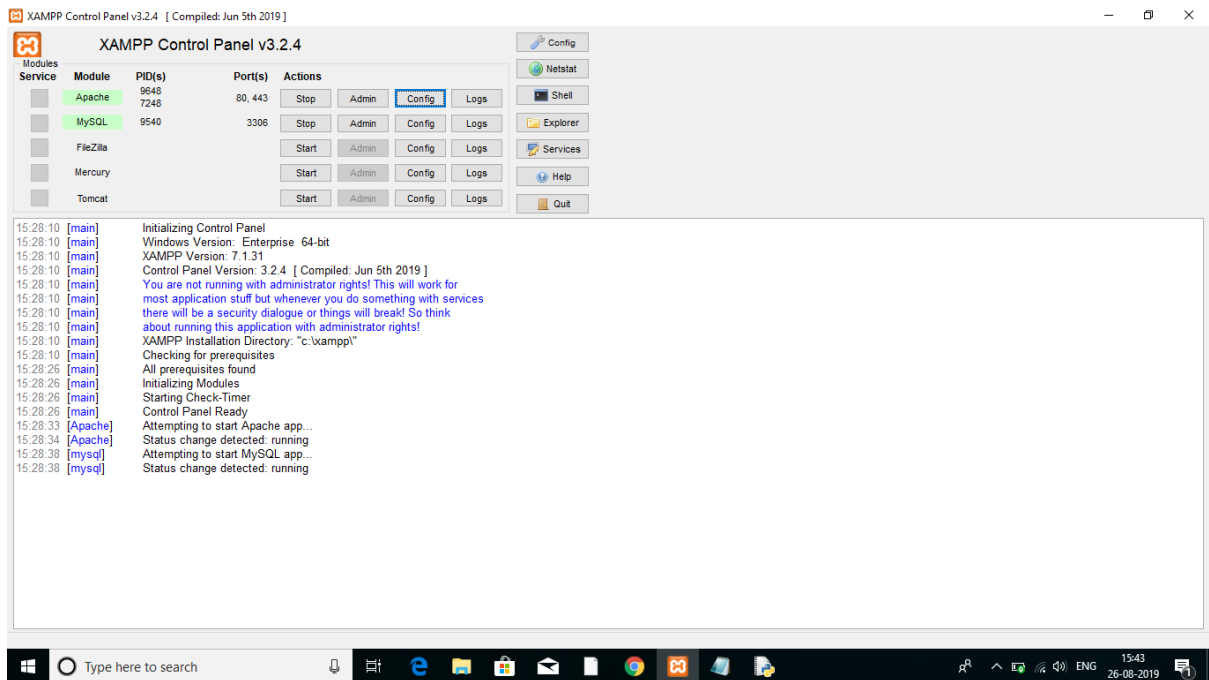 XAMPP Control Panel v3.2.4 [ Compiled: Jun 5th 2019 ]
XAMPP Control Panel v3.2.4
Config
Modules
Netstat
Service Module PID(s) Port(s) Actions
Apache 9648 7248 80, 443 Stop Admin Config Logs
Shell
MySQL 9540 3306 Stop Admin Config Logs
Explorer
FileZilla Start Admin Config Logs
Services
Mercury Start Admin Config Logs
Help
Tomcat Start Admin Config Logs
Quit
15:28:10 [main] Initializing Control Panel
15:28:10 [main] Windows Version: Enterprise 64-bit
15:28:10 [main] XAMPP Version: 7.1.31
15:28:10 [main] Control Panel Version: 3.2.4 [ Compiled: Jun 5th 2019 ]
15:28:10 [main] You are not running with administrator rights! This will work for
15:28:10 [main] most application stuff but whenever you do something with services
15:28:10 [main] there will be a security dialogue or things will break! So think
15:28:10 [main] about running this application with administrator rights!
15:28:10 [main] XAMPP Installation Directory: "c:\xampp\"
15:28:10 [main] Checking for prerequisites
15:28:26 [main] All prerequisites found
15:28:26 [main] Initializing Modules
15:28:26 [main] Starting Check-Timer
15:28:26 [main] Control Panel Ready
15:28:33 [Apache] Attempting to start Apache app...
15:28:34 [Apache] Status change detected: running
15:28:38 [mysql] Attempting to start MySQL app...
15:28:38 [mysql] Status change detected: running
Type here to search
ENG
15:43
26-08-2019
1